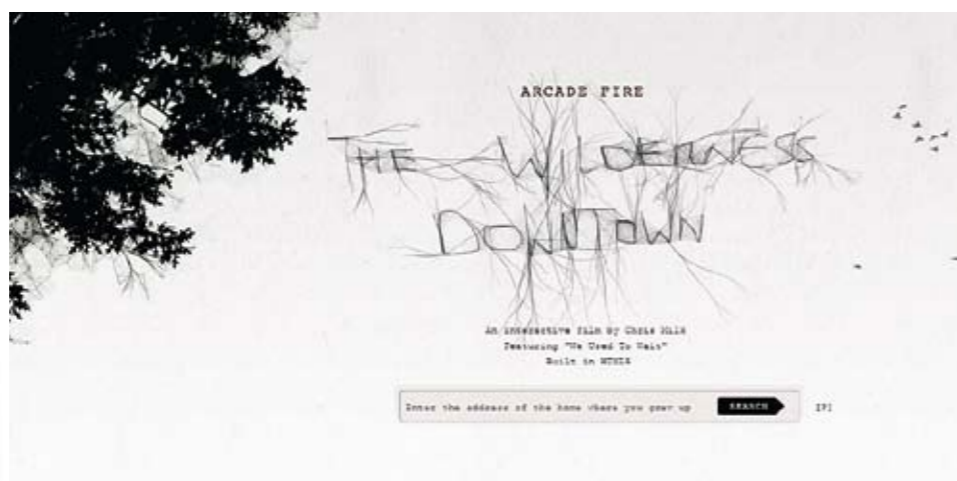 ARCADE FIRE
THE WILDERNESS
DOWNTOWN
An interactive film by Chris Milk
Featuring "We Used To Wait"
Built in HTML5
Enter the address of the home where you grew up
SEARCH
[?]